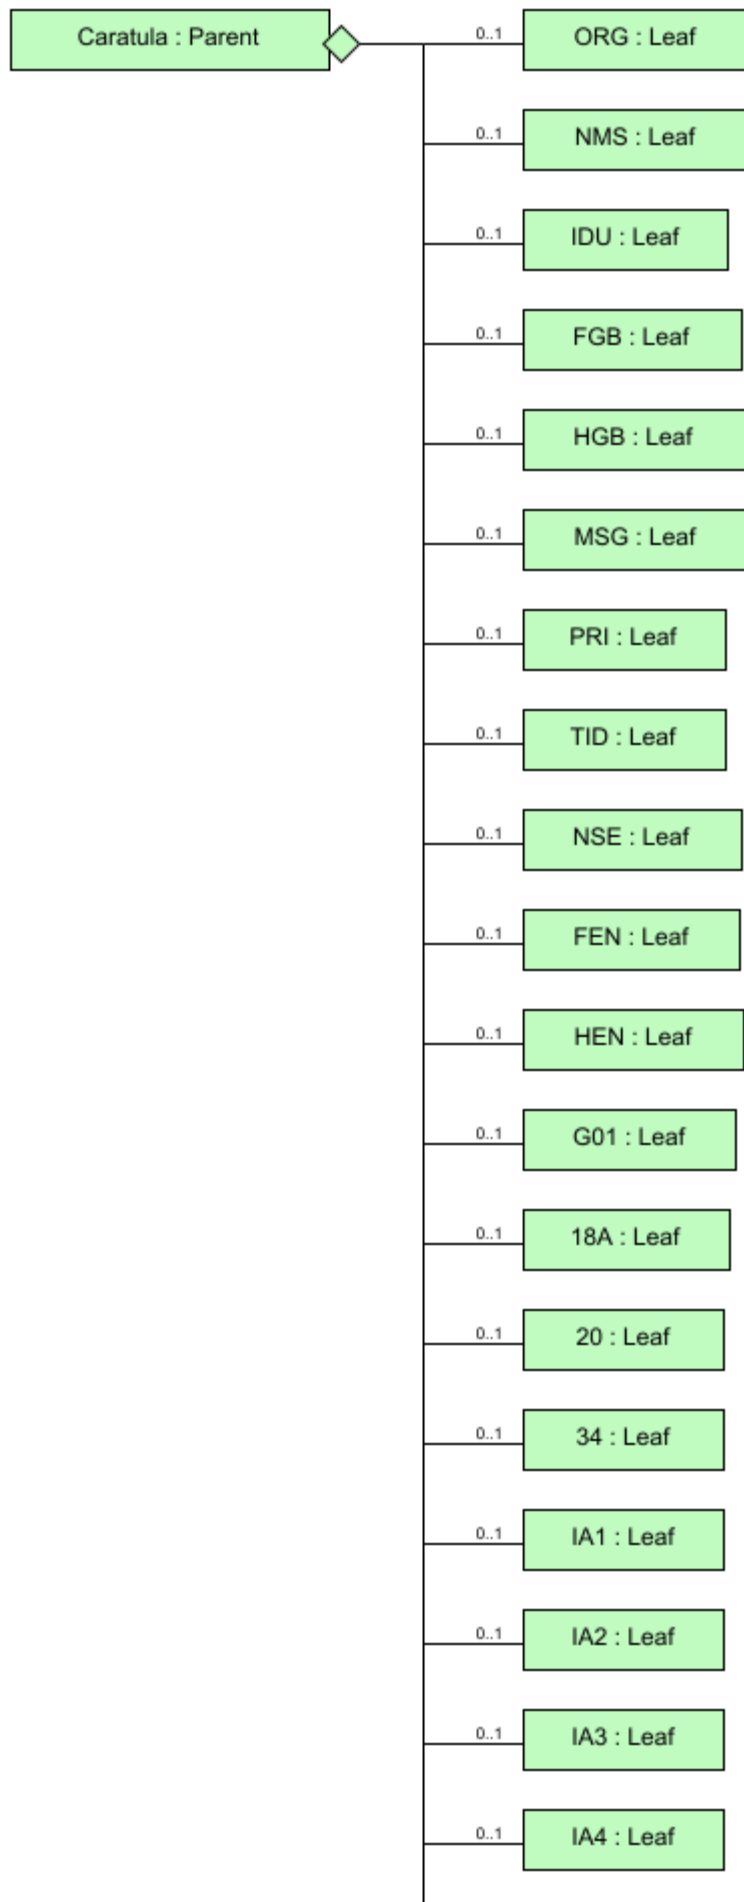 Caratula : Parent
0..1
ORG : Leaf
0..1
NMS : Leaf
0..1
IDU : Leaf
0..1
FGB : Leaf
0..1
HGB : Leaf
0..1
MSG : Leaf
0..1
PRI : Leaf
0..1
TID : Leaf
0..1
NSE : Leaf
0..1
FEN : Leaf
0..1
HEN : Leaf
0..1
G01 : Leaf
0..1
18A : Leaf
0..1
20 : Leaf
0..1
34 : Leaf
0..1
IA1 : Leaf
0..1
IA2 : Leaf
0..1
IA3 : Leaf
0..1
IA4 : Leaf